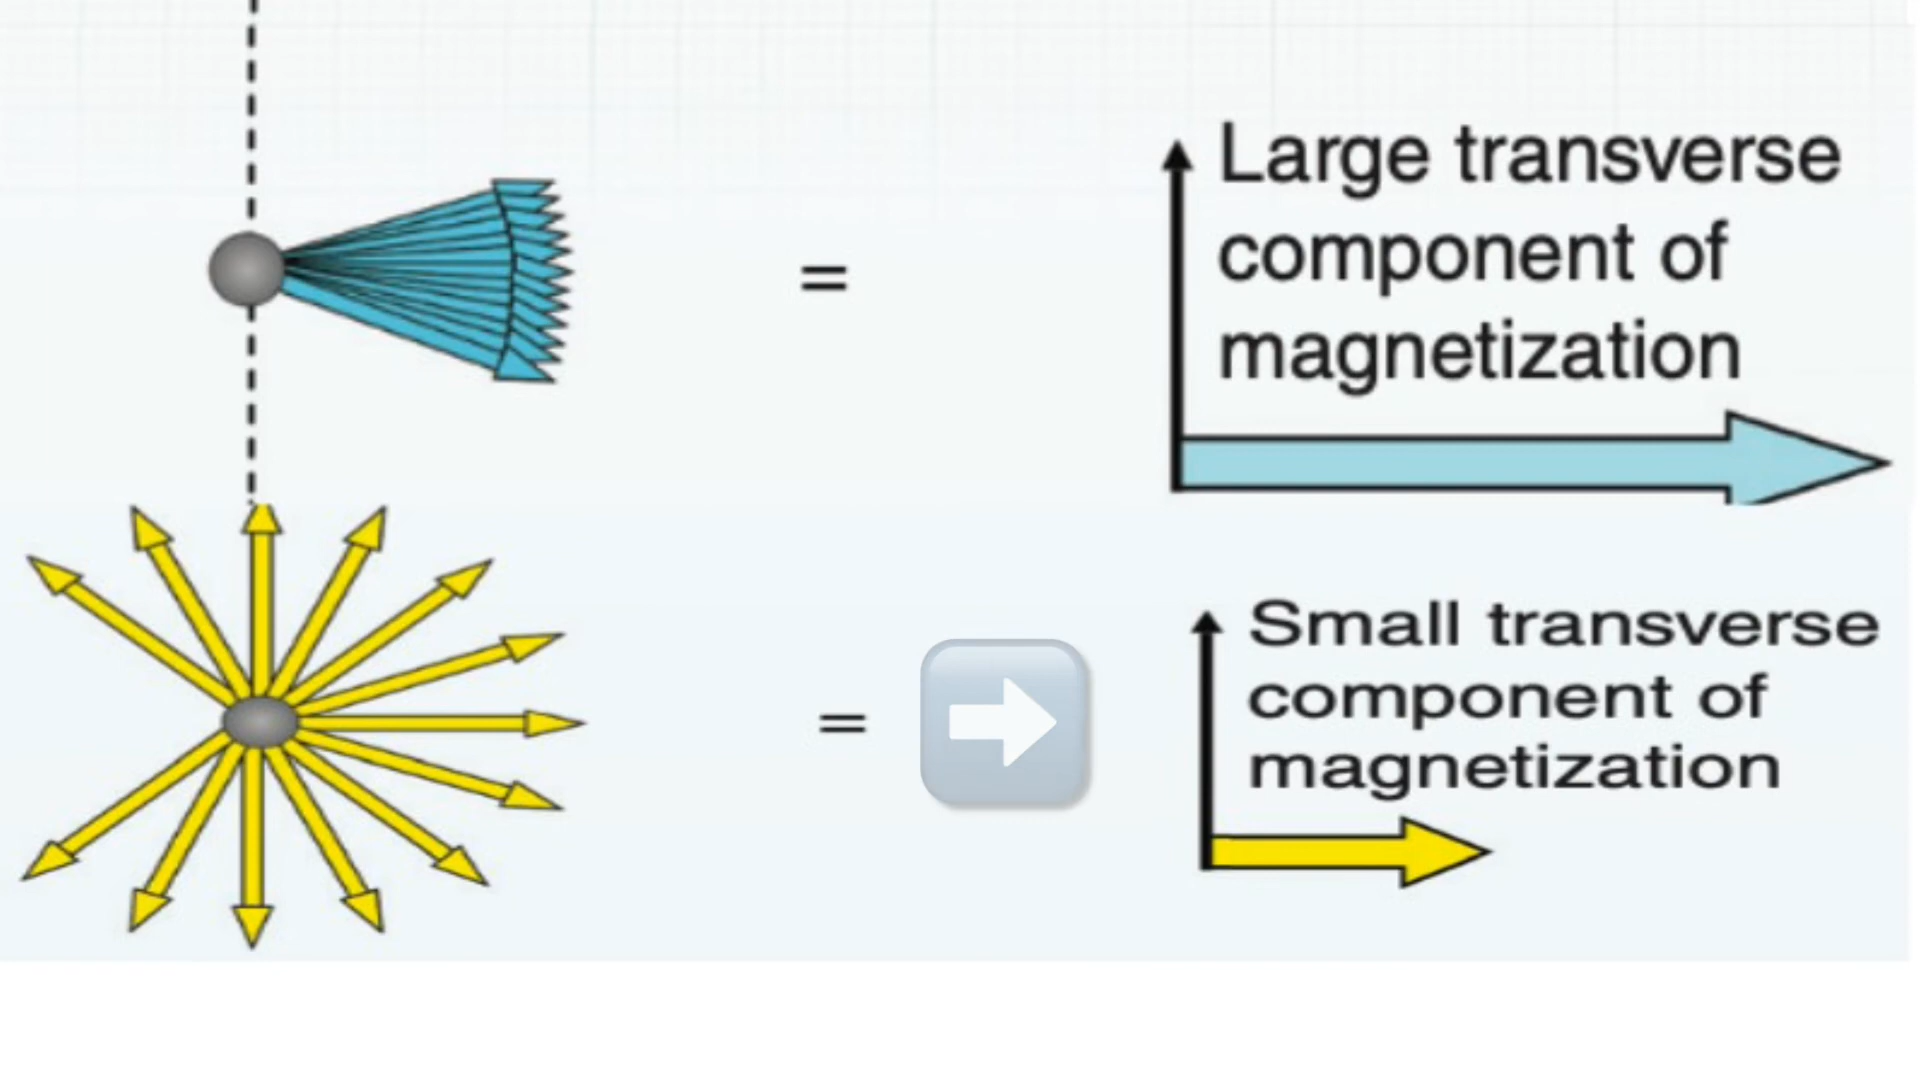 =
Large transverse
component of
magnetization
=
Small transverse
component of
magnetization